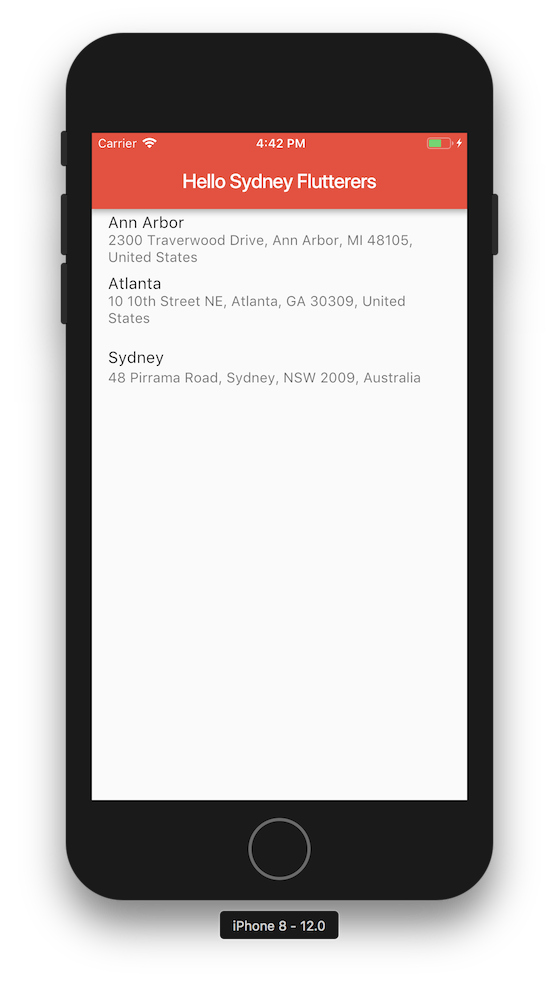 Carrier
4:42 PM
Hello Sydney Flutterers
Ann Arbor
2300 Traverwood Drive, Ann Arbor, MI 48105,
United States
Atlanta
10 10th Street NE, Atlanta, GA 30309, United
States
Sydney
48 Pirrama Road, Sydney, NSW 2009, Australia
iPhone 8 - 12.0